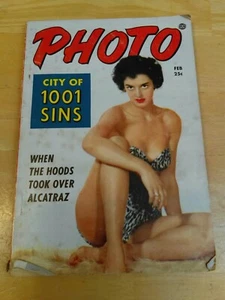 PHOTO
FEB
35¢
CITY OF
1001
SINS
WHEN
THE HOODS
TOOK OVER
ALCATRAZ